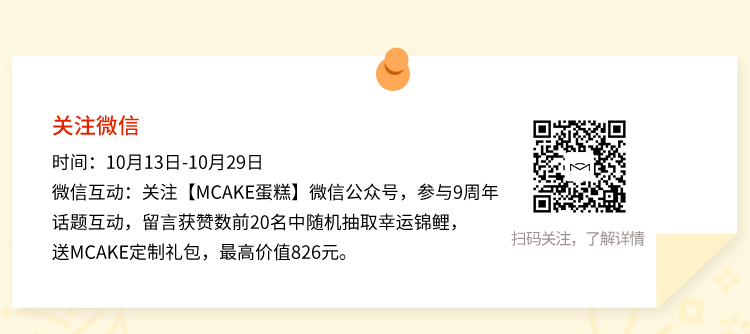 关注微信
时间：10月13日-10月29日
微信互动：关注【MCAKE蛋糕】微信公众号，参与9周年
话题互动，留言获赞数前20名中随机抽取幸运锦鲤，
送MCAKE定制礼包，最高价值826元。
扫码关注，了解详情